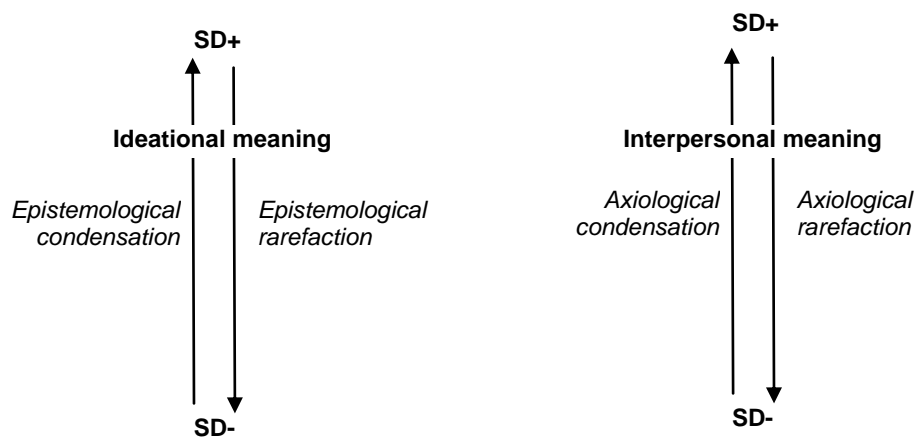 SD+
Ideational meaning
Epistemological
condensation
Epistemological
rarefaction
SD-
SD+
Interpersonal meaning
Axiological
condensation
Axiological
rarefaction
SD-